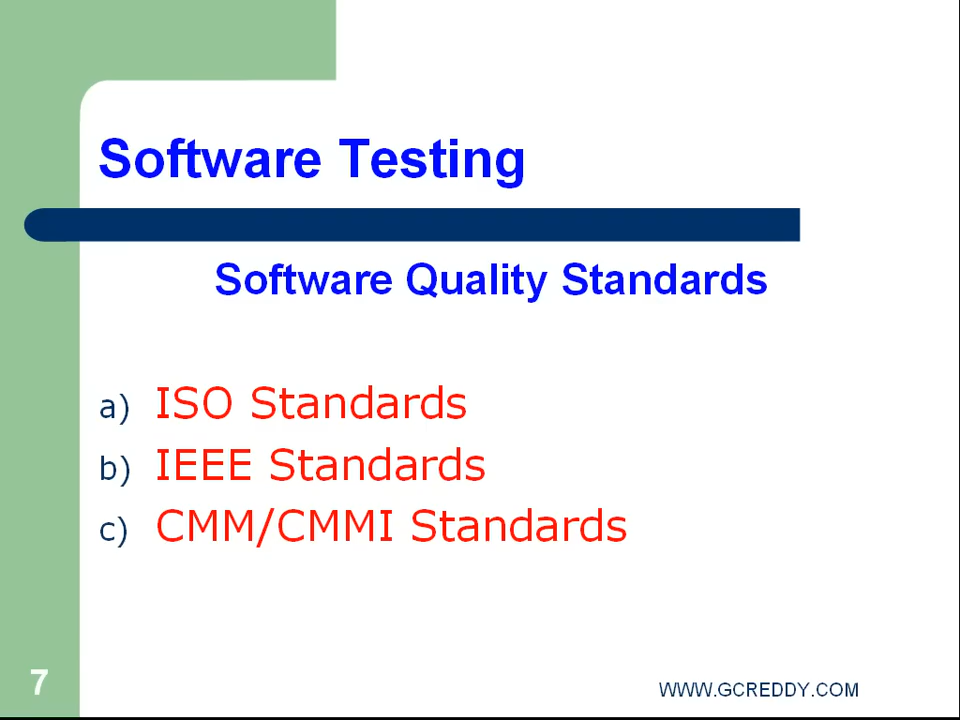 Software Testing
Software Quality Standards
a) ISO Standards
b) IEEE Standards
c) CMM/CMMI Standards
7
WWW.GCREDDY.COM